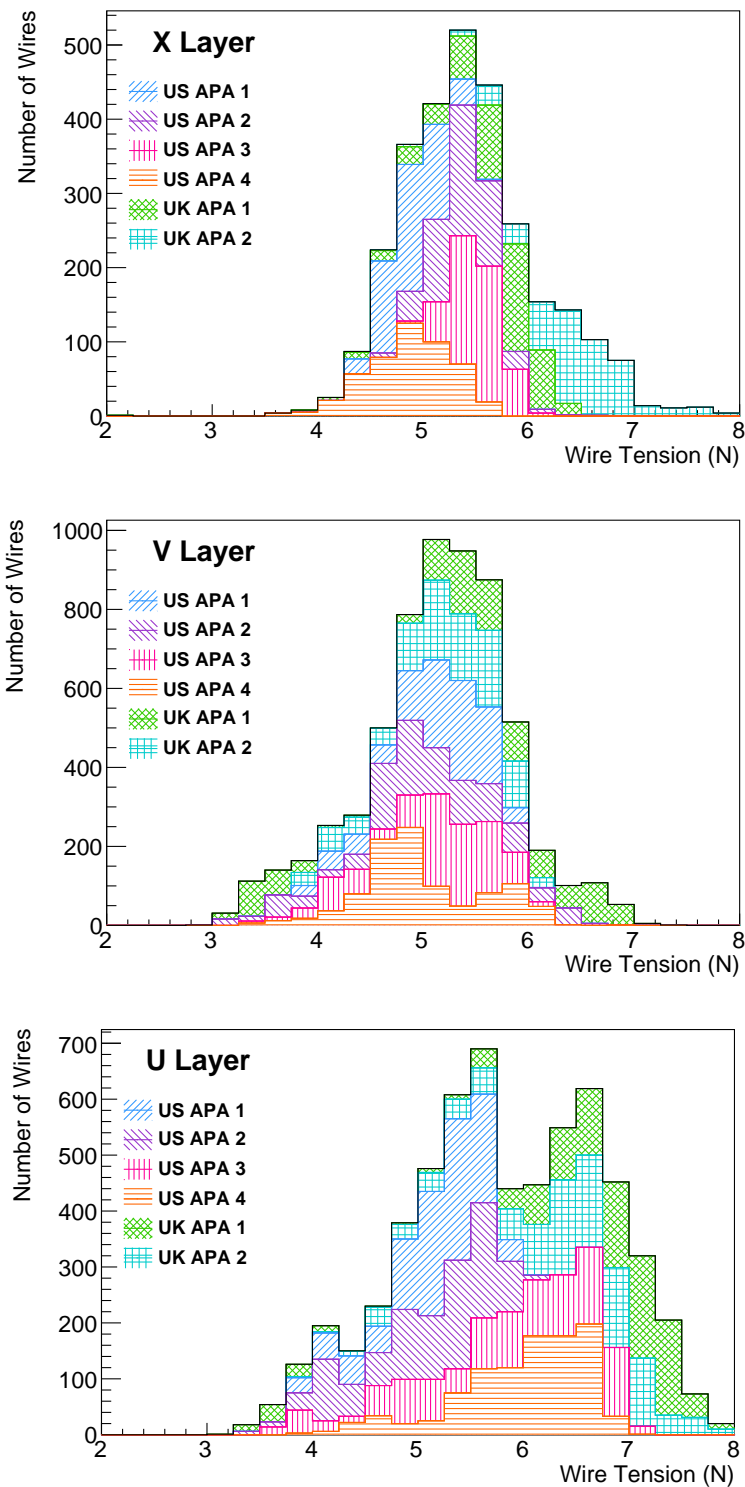 X Layer
Number of Wires
500
400
300
200
100
0
US APA 1
US APA 2
US APA 3
US APA 4
UK APA 1
UK APA 2
2 3 4 5 6 7 8
Wire Tension (N)
V Layer
Number of Wires
1000
800
600
400
200
0
US APA 1
US APA 2
US APA 3
US APA 4
UK APA 1
UK APA 2
2 3 4 5 6 7 8
Wire Tension (N)
U Layer
Number of Wires
700
600
500
400
300
200
100
0
US APA 1
US APA 2
US APA 3
US APA 4
UK APA 1
UK APA 2
2 3 4 5 6 7 8
Wire Tension (N)